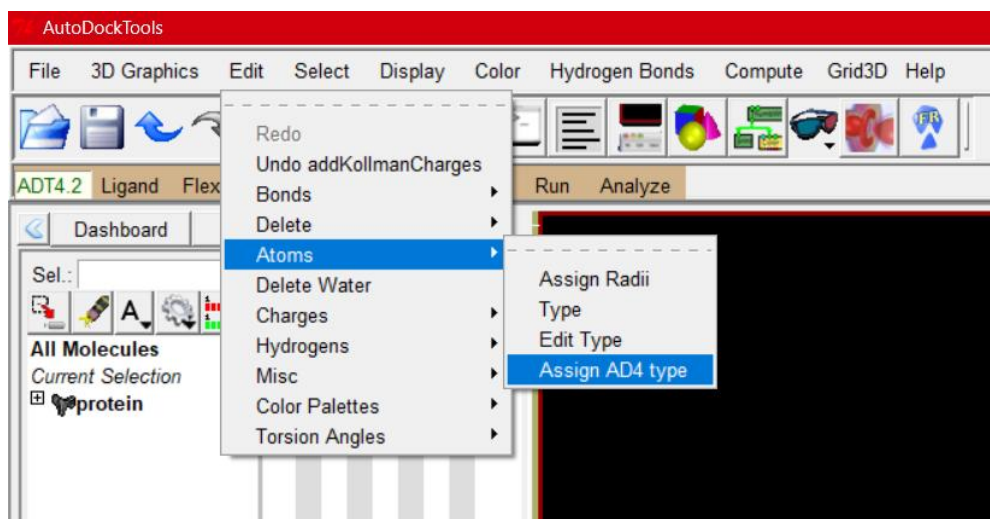 AutoDockTools
File 3D Graphics Edit Select Display Color Hydrogen Bonds Compute Grid3D Help
Redo
Undo addKollmanCharges
Bonds
Delete
Atoms
Delete Water
Charges
Hydrogens
Misc
Color Palettes
Torsion Angles
Assign Radii
Type
Edit Type
Assign AD4 type
FR
ADT4.2 Ligand Flex Run Analyze
Dashboard
Sel.:
A
All Molecules
Current Selection
protein